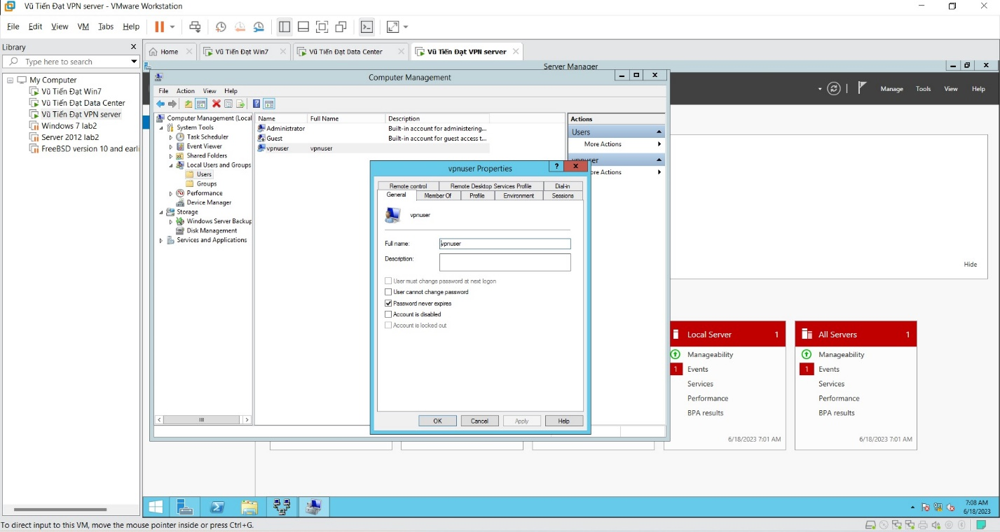 Vũ Tiến Đạt VPN server - VMware Workstation
File Edit View VM Tabs Help
Library
Type here to search
My Computer
Vũ Tiến Đạt Win7
Vũ Tiến Đạt Data Center
Vũ Tiến Đạt VPN server
Windows 7 lab2
Server 2012 lab2
FreeBSD version 10 and earli
Home
Vũ Tiến Đạt Win7
Vũ Tiến Đạt Data Center
Vũ Tiến Đạt VPN server
Server Manager
Manage Tools View Help
Computer Management
File Action View Help
Computer Management (Local
System Tools
Task Scheduler
Event Viewer
Shared Folders
Local Users and Groups
Users
Groups
Performance
Device Manager
Storage
Windows Server Backup
Disk Management
Services and Applications
Name Full Name Description
Administrator Built-in account for administering...
Guest Built-in account for guest access t...
vpnuser vpnuser
Actions
Users
More Actions
vpnuser
ore Actions
vpnuser Properties
Remote control Remote Desktop Services Profile Dial-in
General Member Of Profile Environment Sessions
vpnuser
Full name: vpnuser
Description:
User must change password at next logon
User cannot change password
Password never expires
Account is disabled
Account is locked out
OK Cancel Apply Help
Hide
Local Server 1
Manageability
1 Events
Services
Performance
BPA results
6/18/2023 7:01 AM
All Servers 1
Manageability
1 Events
Services
Performance
BPA results
6/18/2023 7:01 AM
7:08 AM
6/18/2023
To direct input to this VM, move the mouse pointer inside or press Ctrl+G.